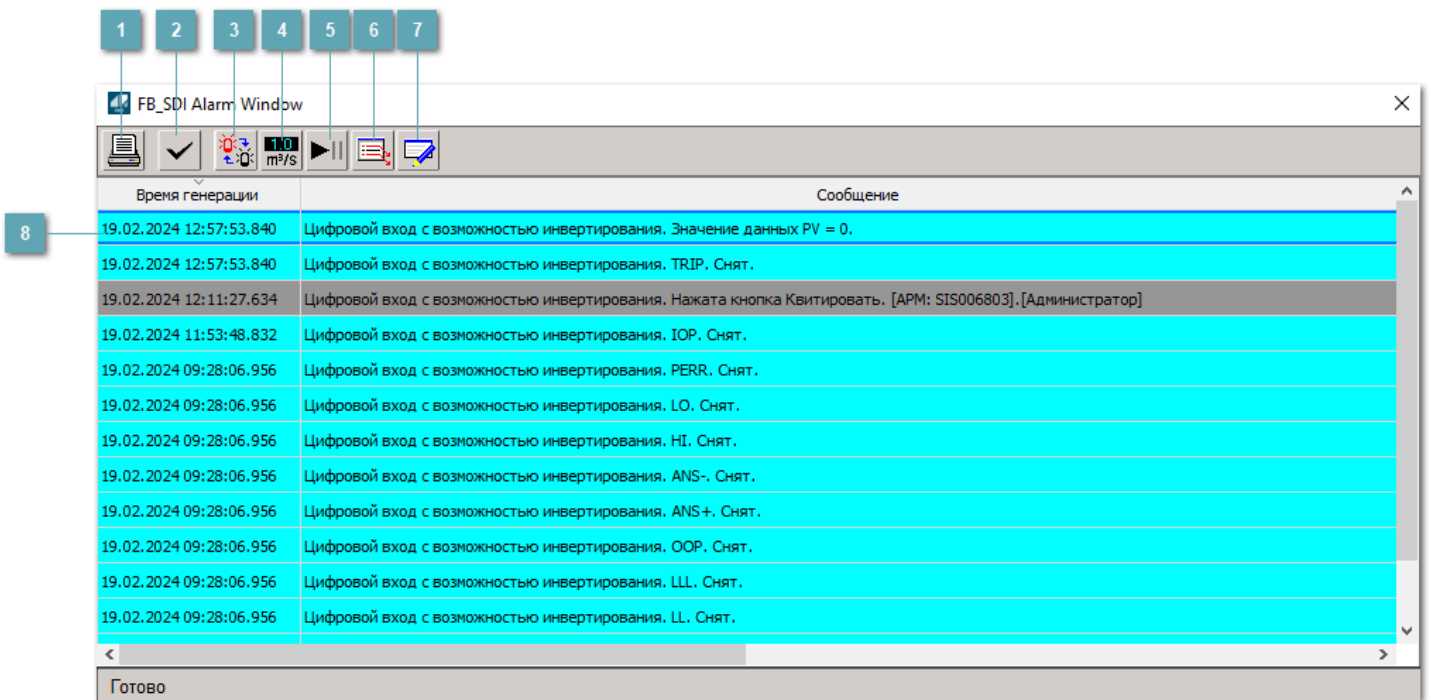 1 2 3 4 5 6 7
FB_SDI Alarm Window
1.0
m³/s
Время генерации Сообщение
8
19.02.2024 12:57:53.840 Цифровой вход с возможностью инвертирования. Значение данных PV = 0.
19.02.2024 12:57:53.840 Цифровой вход с возможностью инвертирования. TRIP. Снят.
19.02.2024 12:11:27.634 Цифровой вход с возможностью инвертирования. Нажата кнопка Квитировать. [АРМ: SIS006803].[Администратор]
19.02.2024 11:53:48.832 Цифровой вход с возможностью инвертирования. IOP. Снят.
19.02.2024 09:28:06.956 Цифровой вход с возможностью инвертирования. PERR. Снят.
19.02.2024 09:28:06.956 Цифровой вход с возможностью инвертирования. LO. Снят.
19.02.2024 09:28:06.956 Цифровой вход с возможностью инвертирования. HI. Снят.
19.02.2024 09:28:06.956 Цифровой вход с возможностью инвертирования. ANS-. Снят.
19.02.2024 09:28:06.956 Цифровой вход с возможностью инвертирования. ANS+. Снят.
19.02.2024 09:28:06.956 Цифровой вход с возможностью инвертирования. OOP. Снят.
19.02.2024 09:28:06.956 Цифровой вход с возможностью инвертирования. LLL. Снят.
19.02.2024 09:28:06.956 Цифровой вход с возможностью инвертирования. LL. Снят.
Готово